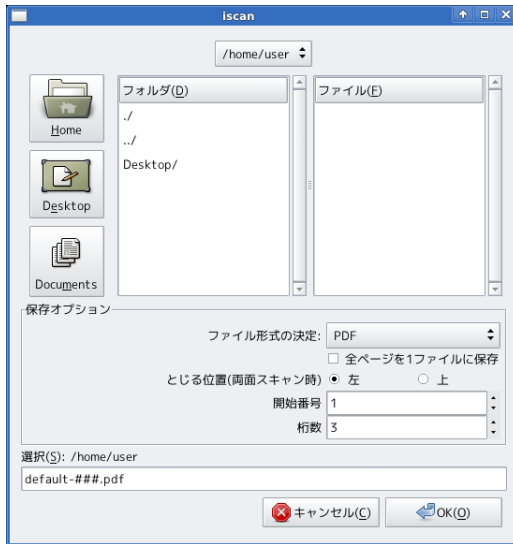 iscan
/home/user
Home
Desktop
Documents
フォルダ(D)
./
../
Desktop/
ファイル(F)
保存オプション
ファイル形式の決定: PDF
全ページを1ファイルに保存
とじる位置(両面スキャン時) 左 上
開始番号 1
桁数 3
選択(S): /home/user
default-###.pdf
キャンセル(C) OK(O)